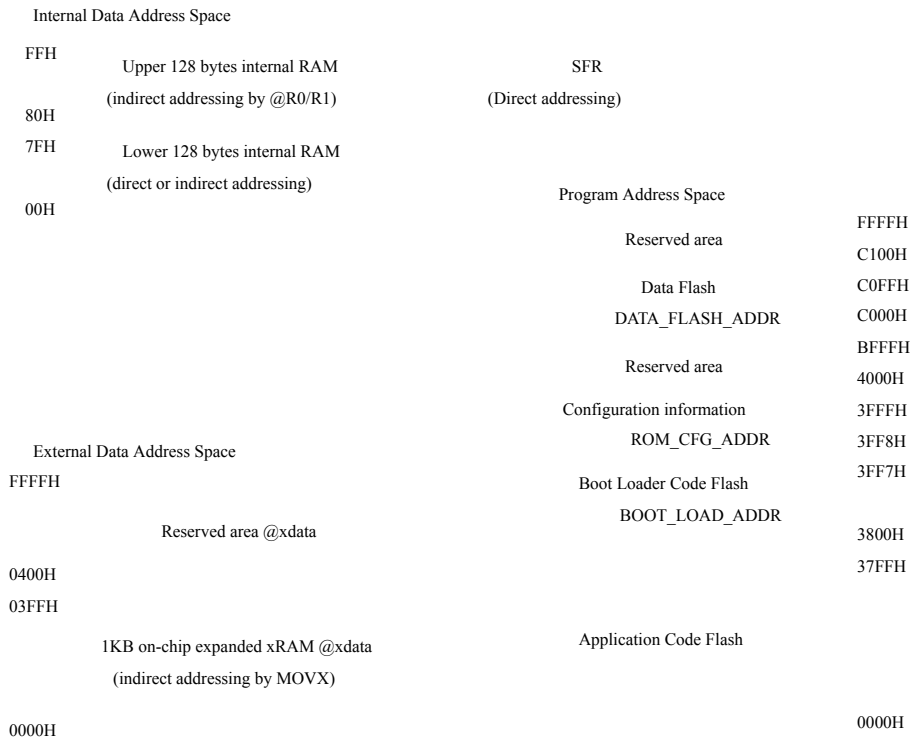 Internal Data Address Space
FFH
Upper 128 bytes internal RAM
(indirect addressing by @R0/R1)
80H
7FH
Lower 128 bytes internal RAM
(direct or indirect addressing)
00H
SFR
(Direct addressing)
Program Address Space
FFFFH
Reserved area
C100H
C0FFH
Data Flash
DATA_FLASH_ADDR
C000H
BFFFH
Reserved area
4000H
Configuration information
3FFFH
ROM_CFG_ADDR
3FF8H
3FF7H
Boot Loader Code Flash
BOOT_LOAD_ADDR
3800H
37FFH
Application Code Flash
0000H
External Data Address Space
FFFFH
Reserved area @xdata
0400H
03FFH
1KB on-chip expanded xRAM @xdata
(indirect addressing by MOVX)
0000H